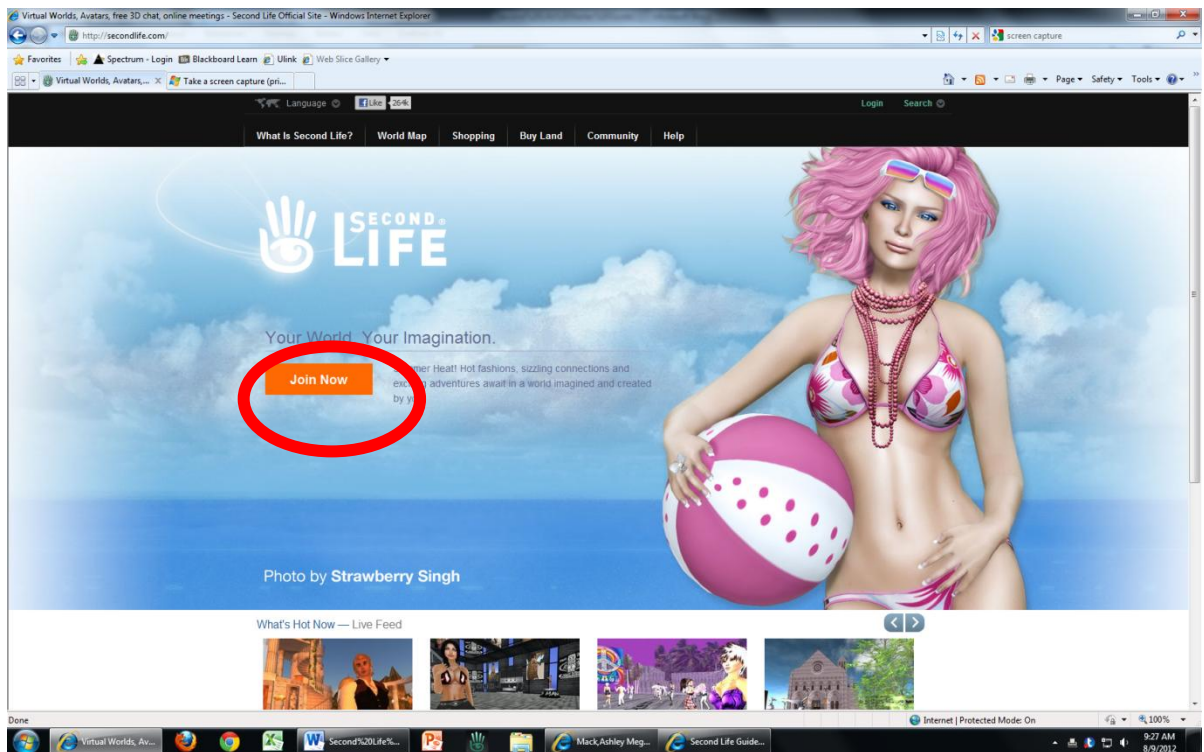 Virtual Worlds, Avatars, free 3D chat, online meetings - Second Life Official Site - Windows Internet Explorer
http://secondlife.com/
screen capture
Favorites Spectrum - Login Blackboard Learn Ulink Web Slice Gallery
Virtual Worlds, Avatars,... Take a screen capture (pri...
Page Safety Tools
Language Like 264k Login Search
What Is Second Life? World Map Shopping Buy Land Community Help
SECOND
LIFE
Your World. Your Imagination.
Join Now
Heat! Hot fashions, sizzling connections and
adventures await in a world imagined and created
by
Photo by Strawberry Singh
What's Hot Now — Live Feed
Done Internet | Protected Mode: On 100%
Virtual Worlds, Av... Second%20Life%... Mack,Ashley Meg... Second Life Guide...
9:27 AM
8/9/2012